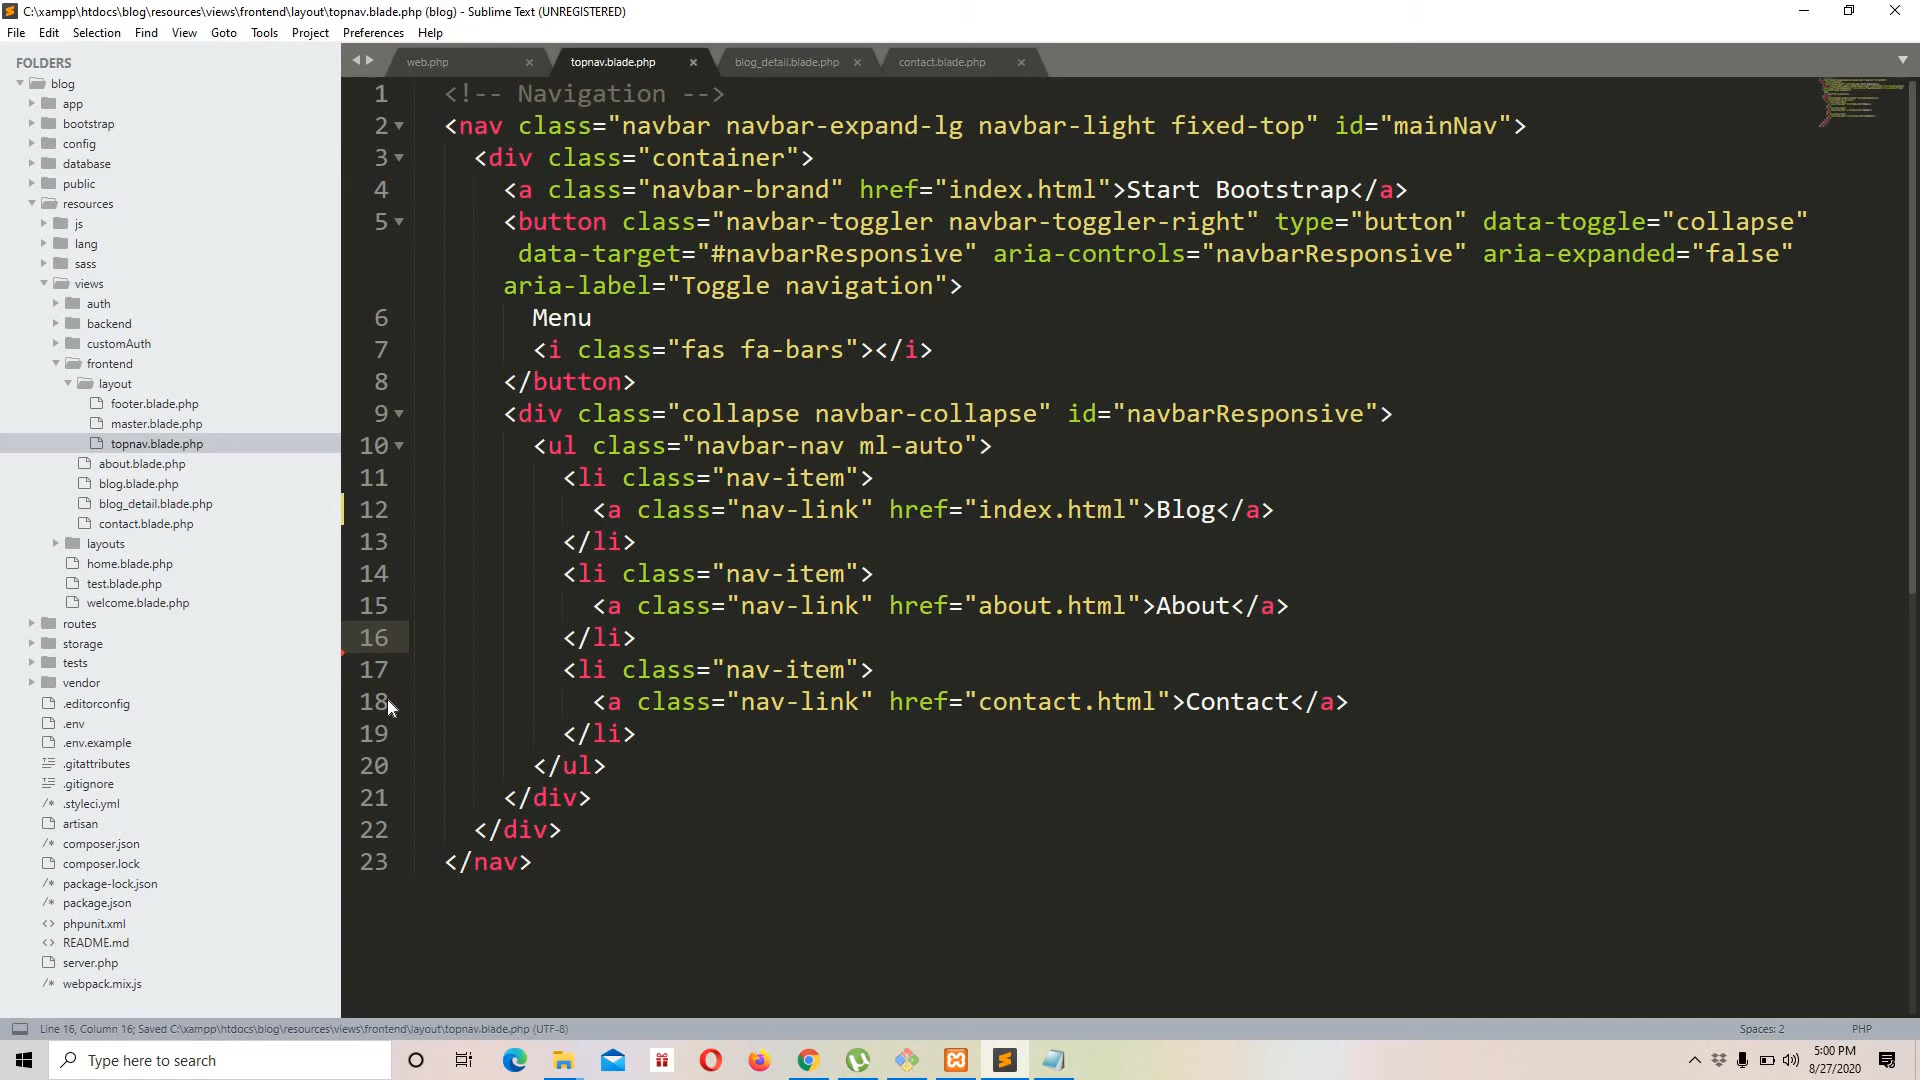 C:\xampp\htdocs\blog\resources\views\frontend\layout\topnav.blade.php (blog) - Sublime Text (UNREGISTERED)
File Edit Selection Find View Goto Tools Project Preferences Help
FOLDERS
blog
app
bootstrap
config
database
public
resources
js
lang
sass
views
auth
backend
customAuth
frontend
layout
footer.blade.php
master.blade.php
topnav.blade.php
about.blade.php
blog.blade.php
blog_detail.blade.php
contact.blade.php
layouts
home.blade.php
test.blade.php
welcome.blade.php
routes
storage
tests
vendor
.editorconfig
.env
.env.example
.gitattributes
.gitignore
.styleci.yml
artisan
composer.json
composer.lock
package-lock.json
package.json
phpunit.xml
README.md
server.php
webpack.mix.js
web.php topnav.blade.php blog_detail.blade.php contact.blade.php
1 <!-- Navigation -->
2 <nav class="navbar navbar-expand-lg navbar-light fixed-top" id="mainNav">
3 <div class="container">
4 <a class="navbar-brand" href="index.html">Start Bootstrap</a>
5 <button class="navbar-toggler navbar-toggler-right" type="button" data-toggle="collapse"
data-target="#navbarResponsive" aria-controls="navbarResponsive" aria-expanded="false"
aria-label="Toggle navigation">
6 Menu
7 <i class="fas fa-bars"></i>
8 </button>
9 <div class="collapse navbar-collapse" id="navbarResponsive">
10 <ul class="navbar-nav ml-auto">
11 <li class="nav-item">
12 <a class="nav-link" href="index.html">Blog</a>
13 </li>
14 <li class="nav-item">
15 <a class="nav-link" href="about.html">About</a>
16 </li>
17 <li class="nav-item">
18 <a class="nav-link" href="contact.html">Contact</a>
19 </li>
20 </ul>
21 </div>
22 </div>
23 </nav>
Line 16, Column 16; Saved C:\xampp\htdocs\blog\resources\views\frontend\layout\topnav.blade.php (UTF-8) Spaces: 2 PHP
Type here to search
5:00 PM
8/27/2020